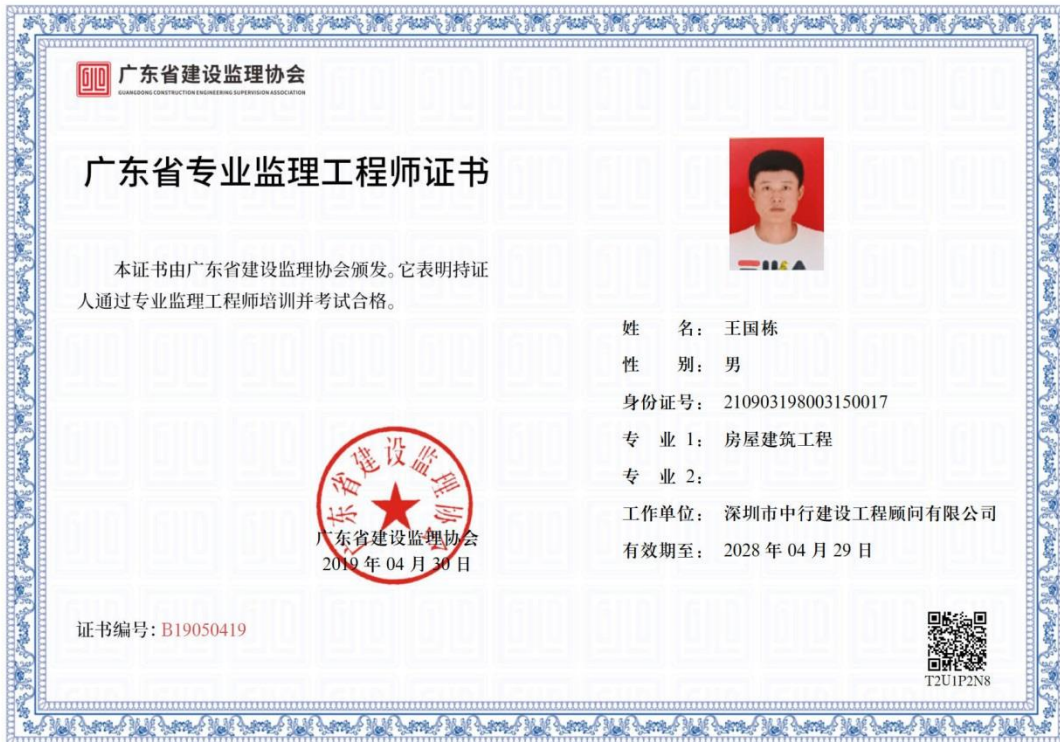 广东省建设监理协会
GUANGDONG CONSTRUCTION ENGINEERING SUPERVISION ASSOCIATION
广东省专业监理工程师证书
本证书由广东省建设监理协会颁发。它表明持证
人通过专业监理工程师培训并考试合格。
姓 名： 王国栋
性 别： 男
身份证号： 210903198003150017
专 业 1： 房屋建筑工程
专 业 2：
工作单位： 深圳市中行建设工程顾问有限公司
有效期至： 2028 年 04 月 29 日
广东省建设监理协会
广东省建设监理协会
2019 年 04 月 30 日
证书编号：B19050419
T2U1P2N8